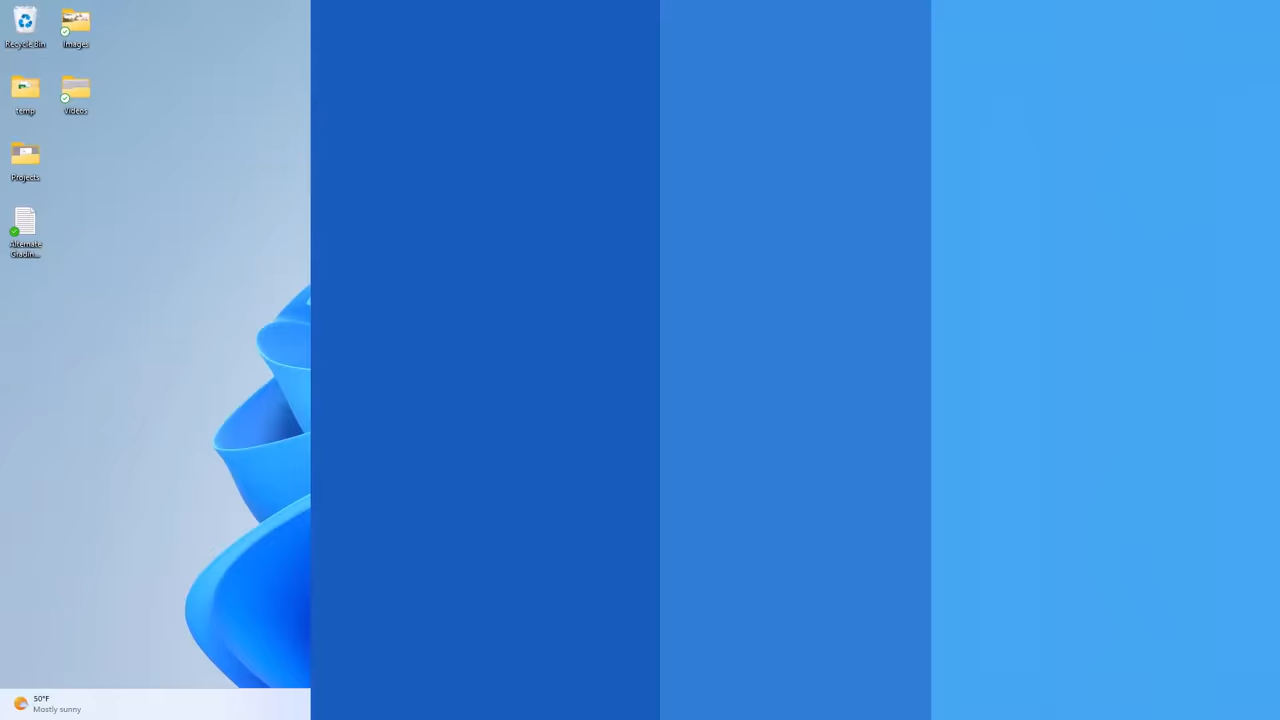 Recycle Bin
Images
temp
Videos
Projects
Alternate
Gradin...
50°F
Mostly sunny